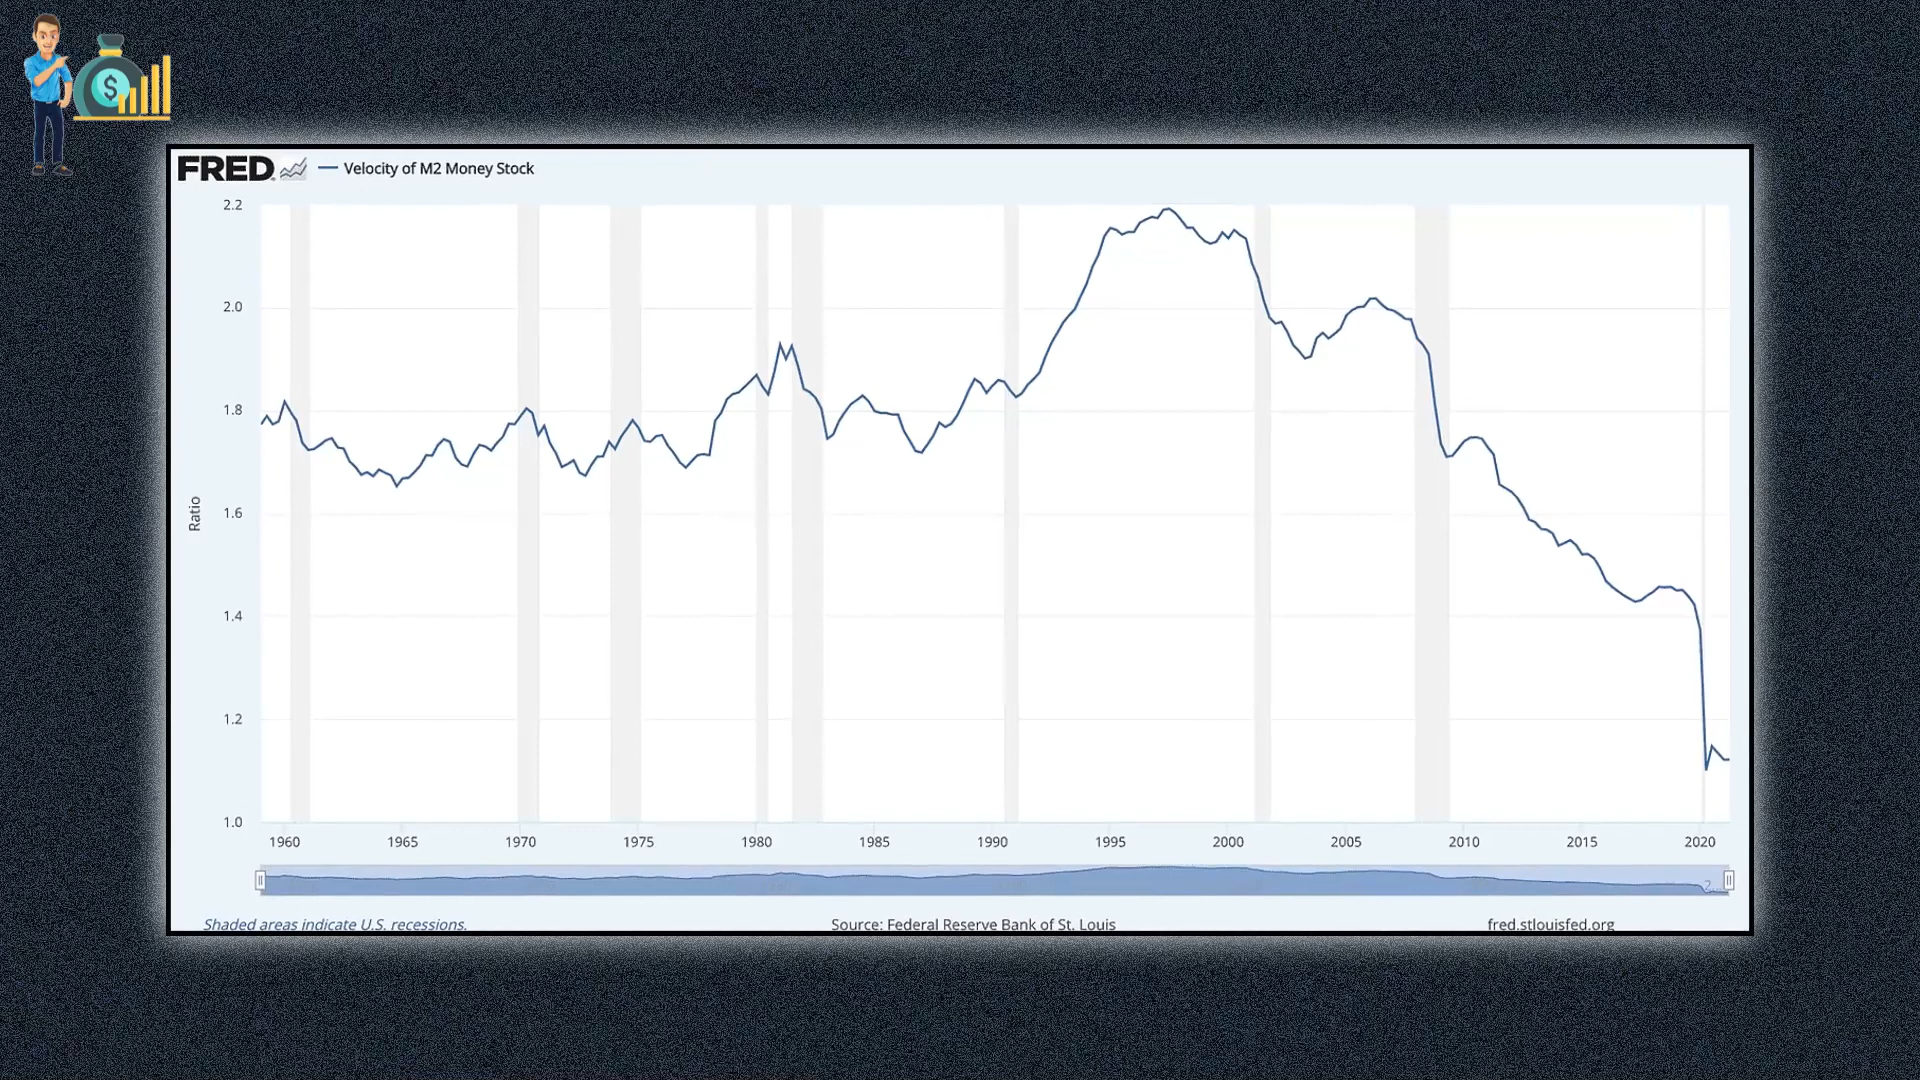 $
FRED
Velocity of M2 Money Stock
2.2
2.0
1.8
1.6
1.4
1.2
1.0
Ratio
1960 1965 1970 1975 1980 1985 1990 1995 2000 2005 2010 2015 2020
Shaded areas indicate U.S. recessions.
Source: Federal Reserve Bank of St. Louis
fred.stlouisfed.org